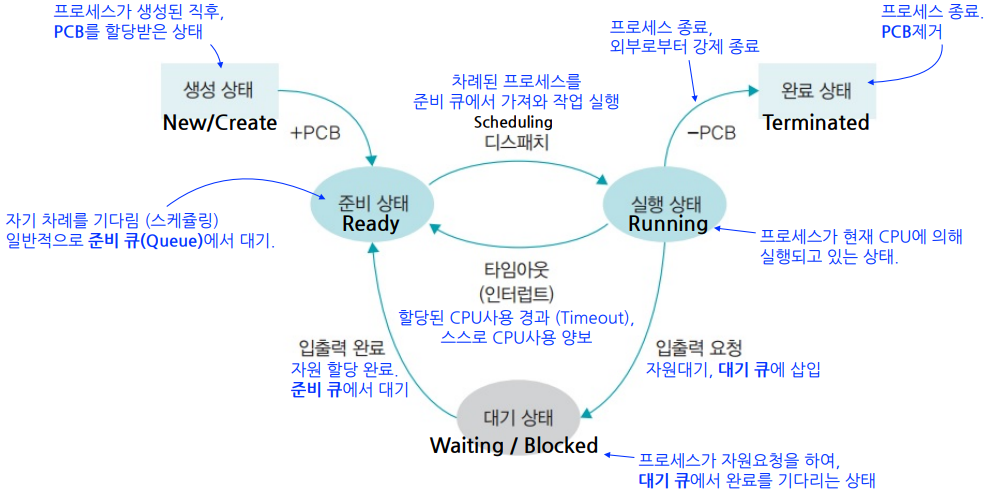 프로세스가 생성된 직후,
PCB를 할당받은 상태
생성 상태
New/Create
+PCB
프로세스 종료,
외부로부터 강제 종료
프로세스 종료.
PCB제거
완료 상태
Terminated
−PCB
차례된 프로세스를
준비 큐에서 가져와 작업 실행
Scheduling
디스패치
준비 상태
Ready
실행 상태
Running
자기 차례를 기다림 (스케쥴링)
일반적으로 준비 큐(Queue)에서 대기.
프로세스가 현재 CPU에 의해
실행되고 있는 상태.
타임아웃
(인터럽트)
할당된 CPU사용 경과 (Timeout),
스스로 CPU사용 양보
입출력 완료
자원 할당 완료.
준비 큐에서 대기
입출력 요청
자원대기, 대기 큐에 삽입
대기 상태
Waiting / Blocked
프로세스가 자원요청을 하여,
대기 큐에서 완료를 기다리는 상태